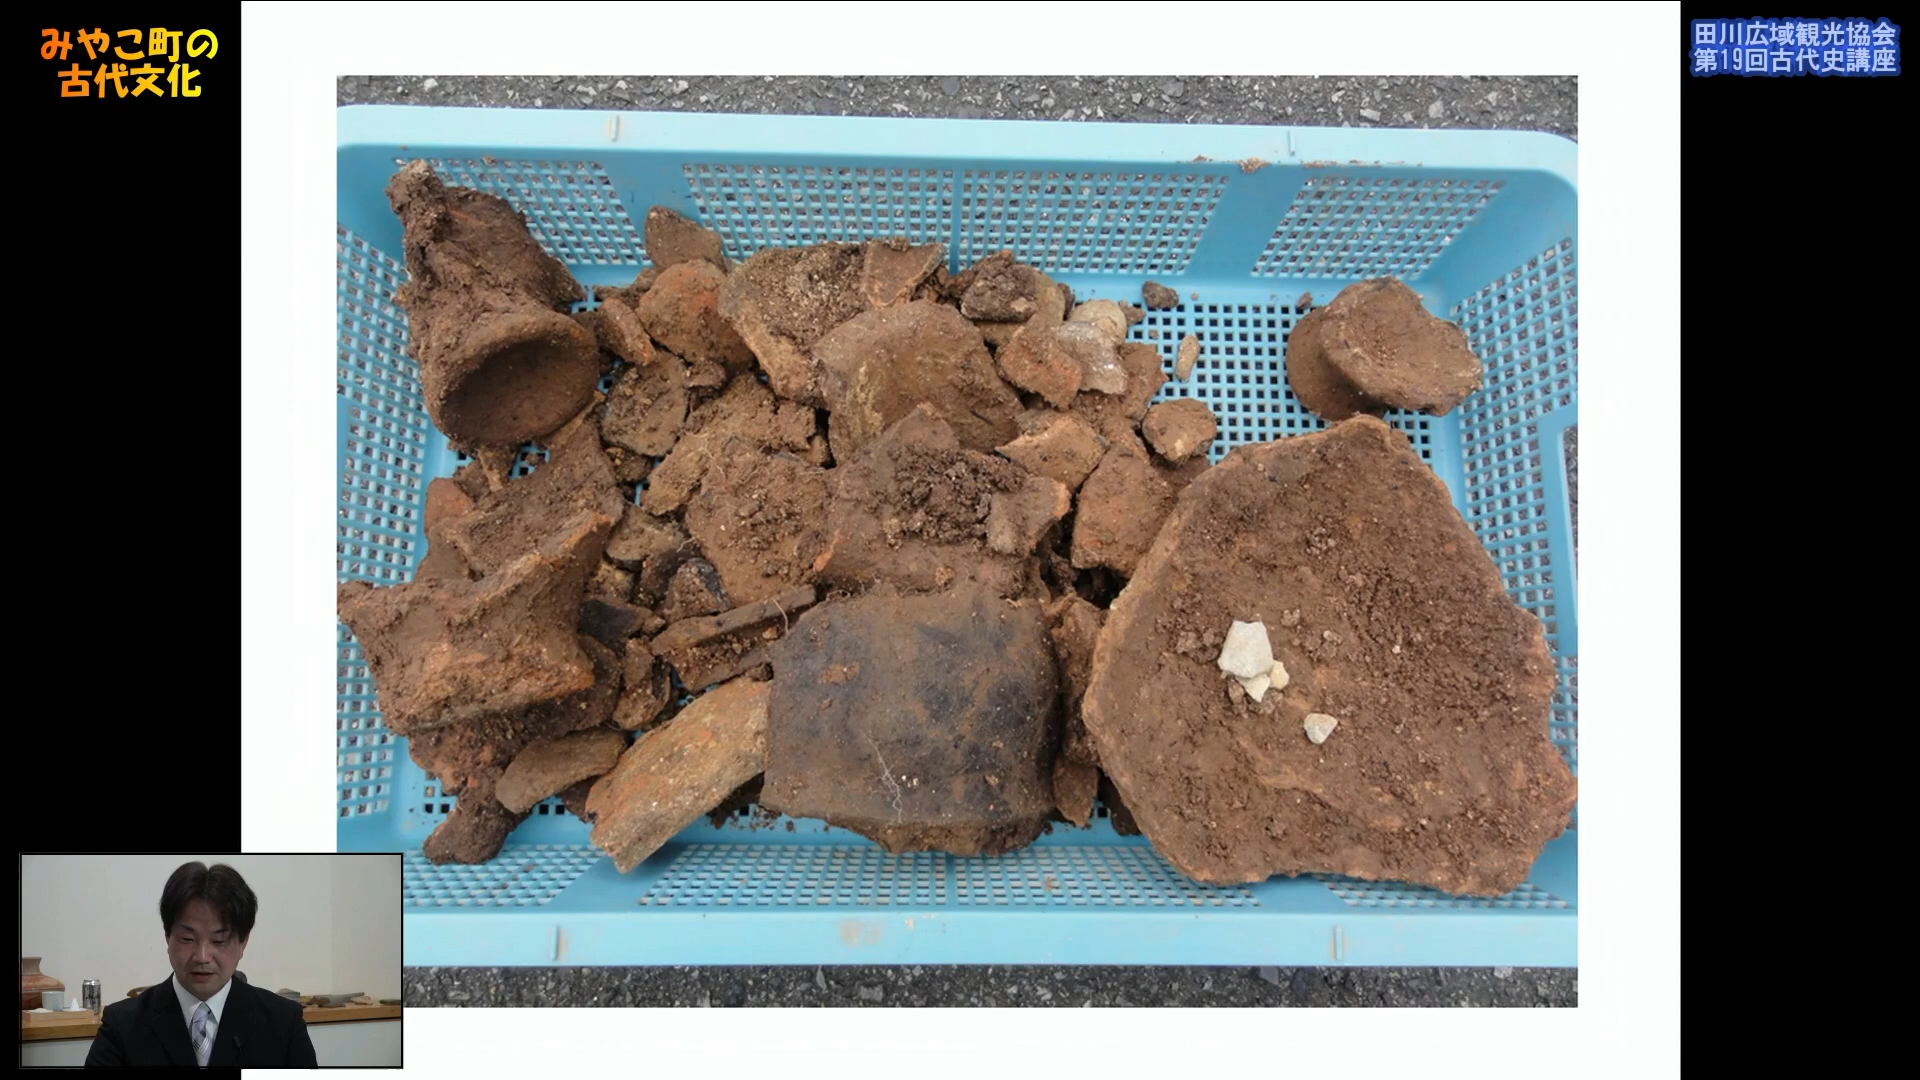 みやこ町の
古代文化
田川広域観光協会
第19回古代史講座